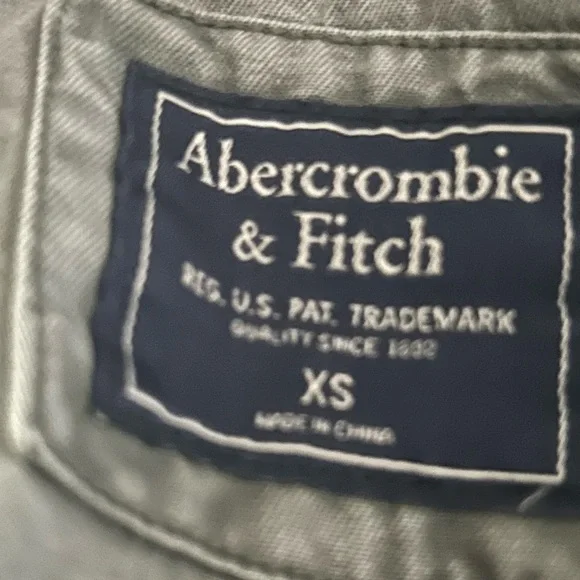 Abercrombie
& Fitch
REG. U.S. PAT. TRADEMARK
QUALITY SINCE 1892
XS
MADE IN CHINA